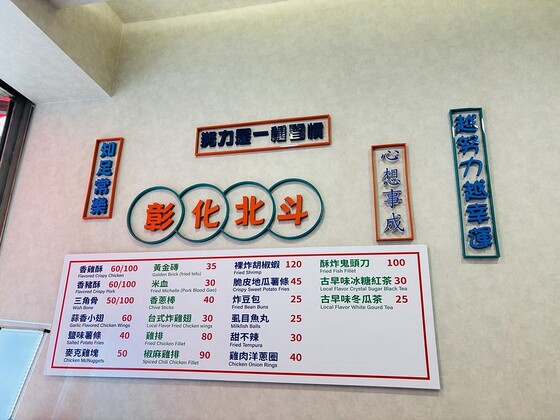 努力是一種習慣
知足常樂
心想事成
越努力越幸運
彰化北斗
香雞酥 60/100
Flavored Crispy Chicken
香豬酥 60/100
Flavored Crispy Pork
三角骨 50/100
Wish Bone
蒜香小翅 60
Garlic Flavored Chicken Wings
鹽味薯條 40
Salted Potato Fries
麥克雞塊 50
Chicken McNuggets
黃金磚 35
Golden Brick (fried tofu)
米血 30
Fried Michelle (Pork Blood Gao)
香蔥棒 40
Chive Sticks
台式炸雞翅 30
Local Flavor Fried Chicken wings
雞排 80
Fried Chicken Fillet
椒麻雞排 90
Spiced Chili Chicken Fillet
裸炸胡椒蝦 120
Fried Shrimp
脆皮地瓜薯條 45
Crispy Sweet Potato Fries
炸豆包 25
Fried Bean Buns
虱目魚丸 25
Milkfish Balls
甜不辣 30
Fried Tempura
雞肉洋蔥圈 40
Chicken Onion Rings
酥炸鬼頭刀 100
Fried Fish Fillet
古早味冰糖紅茶 30
Local Flavor Crystal Sugar Black Tea
古早味冬瓜茶 25
Local Flavor White Gourd Tea